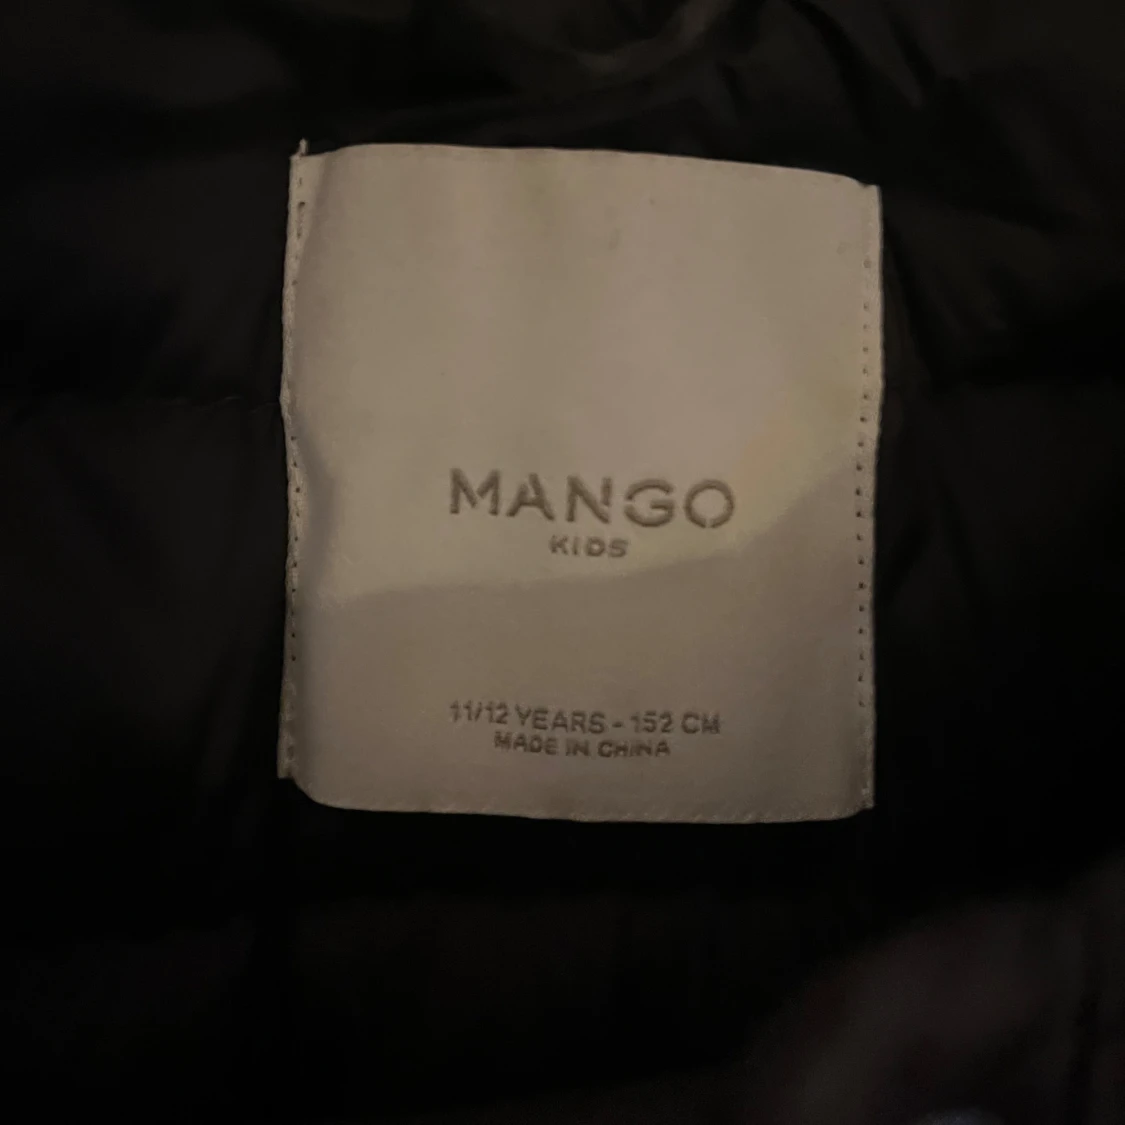 MANGO
KIDS
11/12 YEARS - 152 CM
MADE IN CHINA